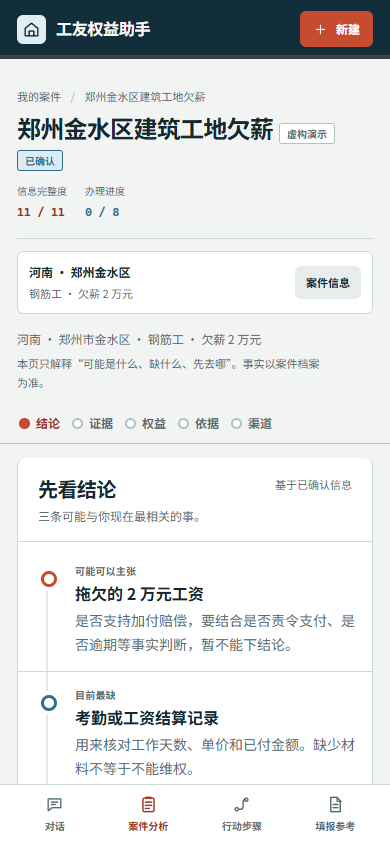 工友权益助手
+ 新建
我的案件 / 郑州金水区建筑工地欠薪
郑州金水区建筑工地欠薪 虚构演示
已确认
信息完整度 办理进度
11 / 11 0 / 8
河南 · 郑州金水区
钢筋工 · 欠薪 2 万元
案件信息
河南 · 郑州市金水区 · 钢筋工 · 欠薪 2 万元
本页只解释“可能是什么、缺什么、先去哪”。事实以案件档案
为准。
结论 证据 权益 依据 渠道
先看结论 基于已确认信息
三条可能与你现在最相关的事。
可能可以主张
拖欠的 2 万元工资
是否支持加付赔偿，要结合是否责令支付、是
否逾期等事实判断，暂不能下结论。
目前最缺
考勤或工资结算记录
用来核对工作天数、单价和已付金额。缺少材
料不等于不能维权。
对话 案件分析 行动步骤 填报参考